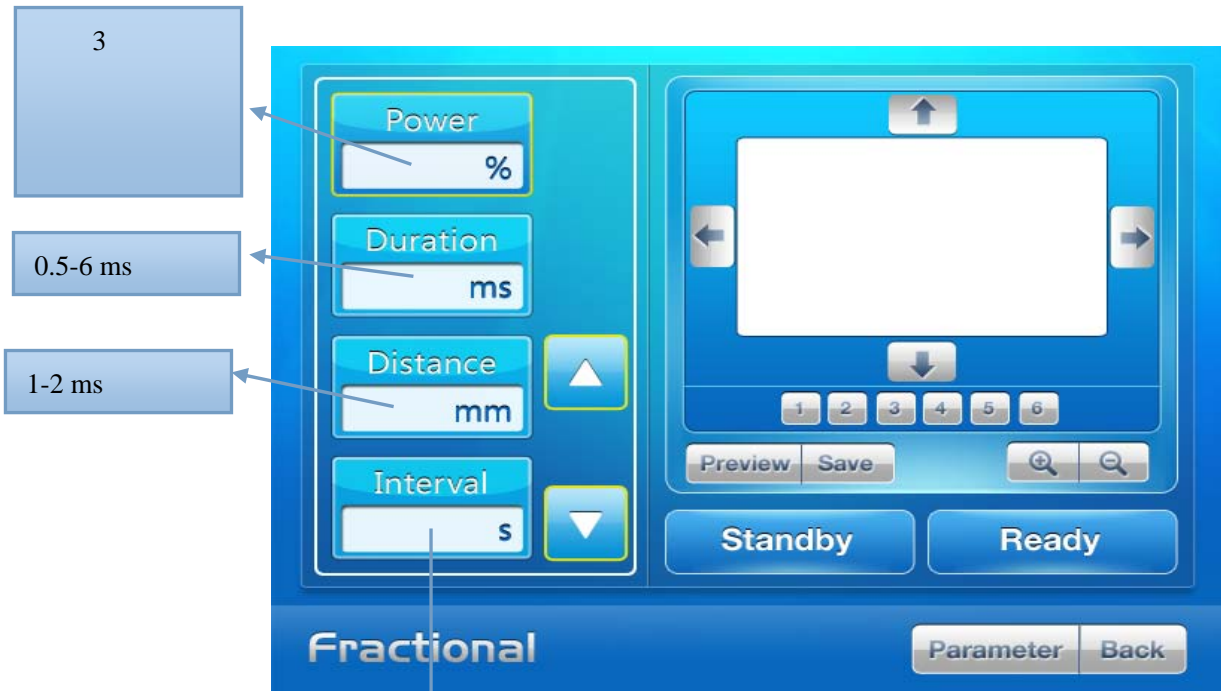 3
Power
%
0.5-6 ms
Duration
ms
1-2 ms
Distance
mm
Interval
s
1 2 3 4 5 6
Preview Save
Standby Ready
Fractional
Parameter Back